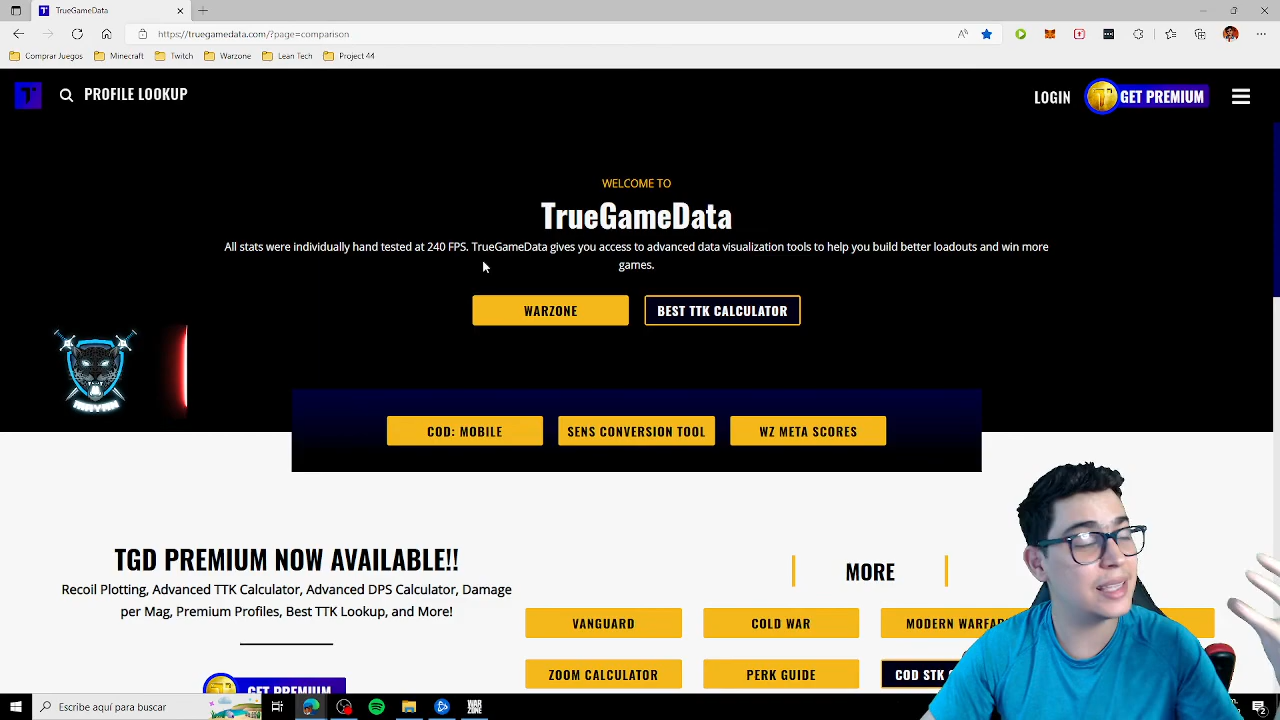 TrueGameData
https://truegamedata.com/?page=comparison
Comprar Juegos
Minecraft
Twitch
Warzone
Lean Tech
Project 44
PROFILE LOOKUP
LOGIN
GET PREMIUM
WELCOME TO
TrueGameData
All stats were individually hand tested at 240 FPS. TrueGameData gives you access to advanced data visualization tools to help you build better loadouts and win more
games.
WARZONE
BEST TTK CALCULATOR
COD: MOBILE
SENS CONVERSION TOOL
WZ META SCORES
TGD PREMIUM NOW AVAILABLE!!
Recoil Plotting, Advanced TTK Calculator, Advanced DPS Calculator, Damage
per Mag, Premium Profiles, Best TTK Lookup, and More!
GET PREMIUM
MORE
VANGUARD
COLD WAR
MODERN
ZOOM CALCULATOR
PERK GUIDE
COD STK
Escribe aquí para buscar